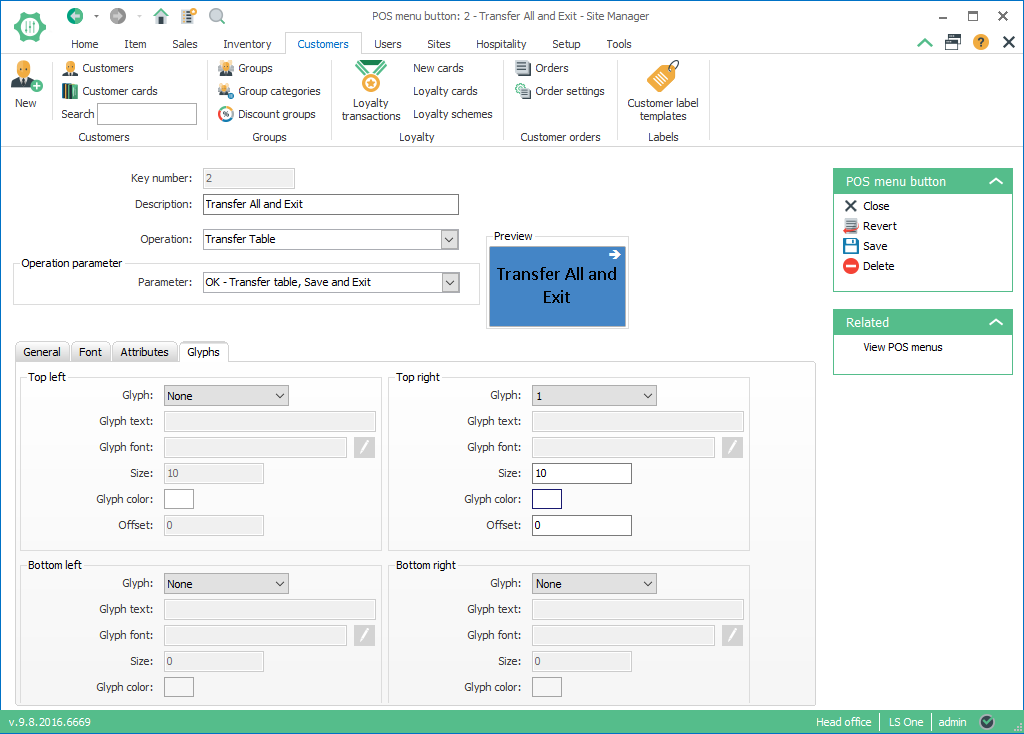 POS menu button: 2 - Transfer All and Exit - Site Manager
Home Item Sales Inventory Customers Users Sites Hospitality Setup Tools
?
New
Customers
Customer cards
Search
Customers
Groups
Group categories
% Discount groups
Groups
Loyalty
transactions
New cards
Loyalty cards
Loyalty schemes
Loyalty
Orders
Order settings
Customer orders
Customer label
templates
Labels
Key number: 2
Description: Transfer All and Exit
Operation: Transfer Table
Operation parameter
Parameter: OK - Transfer table, Save and Exit
Preview
Transfer All and
Exit
POS menu button
Close
Revert
Save
Delete
Related
View POS menus
General Font Attributes Glyphs
Top left
Glyph: None
Glyph text:
Glyph font:
Size: 10
Glyph color:
Offset: 0
Top right
Glyph: 1
Glyph text:
Glyph font:
Size: 10
Glyph color:
Offset: 0
Bottom left
Glyph: None
Glyph text:
Glyph font:
Size: 0
Glyph color:
Bottom right
Glyph: None
Glyph text:
Glyph font:
Size: 0
Glyph color:
v.9.8.2016.6669
Head office LS One admin